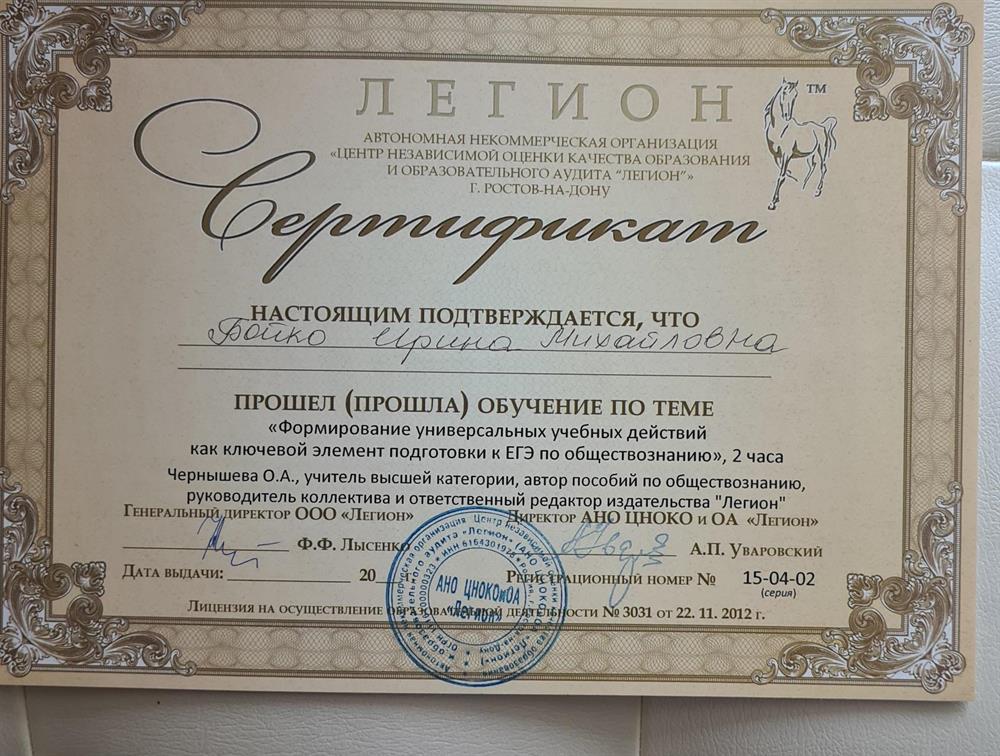 ЛЕГИОН ТМ
АВТОНОМНАЯ НЕКОММЕРЧЕСКАЯ ОРГАНИЗАЦИЯ
«ЦЕНТР НЕЗАВИСИМОЙ ОЦЕНКИ КАЧЕСТВА ОБРАЗОВАНИЯ
И ОБРАЗОВАТЕЛЬНОГО АУДИТА "ЛЕГИОН"»
Г. РОСТОВ-НА-ДОНУ
Сертификат
НАСТОЯЩИМ ПОДТВЕРЖДАЕТСЯ, ЧТО
Бойко Ирина Михайловна
ПРОШЕЛ (ПРОШЛА) ОБУЧЕНИЕ ПО ТЕМЕ
«Формирование универсальных учебных действий
как ключевой элемент подготовки к ЕГЭ по обществознанию», 2 часа
Чернышева О.А., учитель высшей категории, автор пособий по обществознанию,
руководитель коллектива и ответственный редактор издательства "Легион"
Генеральный директор ООО «Легион» Директор АНО ЦНОКО и ОА «Легион»
Ф.Ф. Лысенко А.П. Уваровский
Дата выдачи: 20 Регистрационный номер № 15-04-02
(серия)
Лицензия на осуществление образовательной деятельности № 3031 от 22. 11. 2012 г.
АНО ЦНОКОиОА
"Легион"